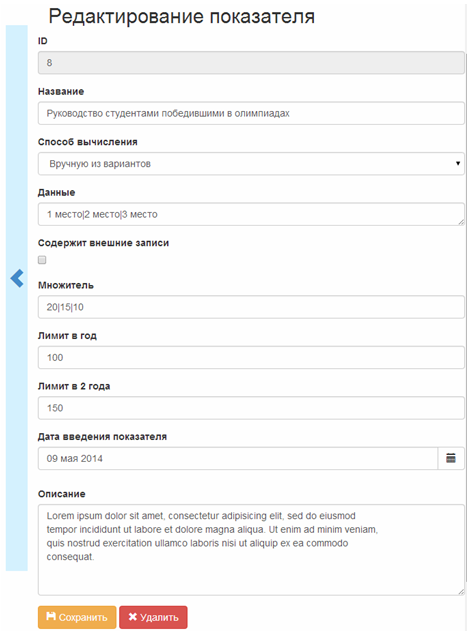 Редактирование показателя
ID
8
Название
Руководство студентами победившими в олимпиадах
Способ вычисления
Вручную из вариантов
Данные
1 место|2 место|3 место
Содержит внешние записи
Множитель
20|15|10
Лимит в год
100
Лимит в 2 года
150
Дата введения показателя
09 мая 2014
Описание
Lorem ipsum dolor sit amet, consectetur adipisicing elit, sed do eiusmod
tempor incididunt ut labore et dolore magna aliqua. Ut enim ad minim veniam,
quis nostrud exercitation ullamco laboris nisi ut aliquip ex ea commodo
consequat.
Сохранить Удалить